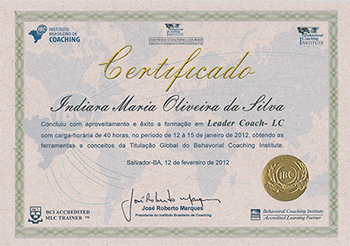 INSTITUTO
BRASILEIRO DE
COACHING
Behavioral
Coaching
INSTITUTE
Certificado
Indiara Maria Oliveira da Silva
Concluiu com aproveitamento e êxito a formação em Leader Coach- LC
com carga-horária de 40 horas, no período de 12 à 15 de janeiro de 2012, obtendo as
ferramentas e conceitos da Titulação Global do Behavioral Coaching Institute.
Salvador-BA, 12 de fevereiro de 2012
José Roberto Marques
Presidente do Instituto Brasileiro de Coaching
BCI ACCREDITED
MLC TRAINER ™
IBC
Behavioral Coaching Institute
Accredited Learning Partner